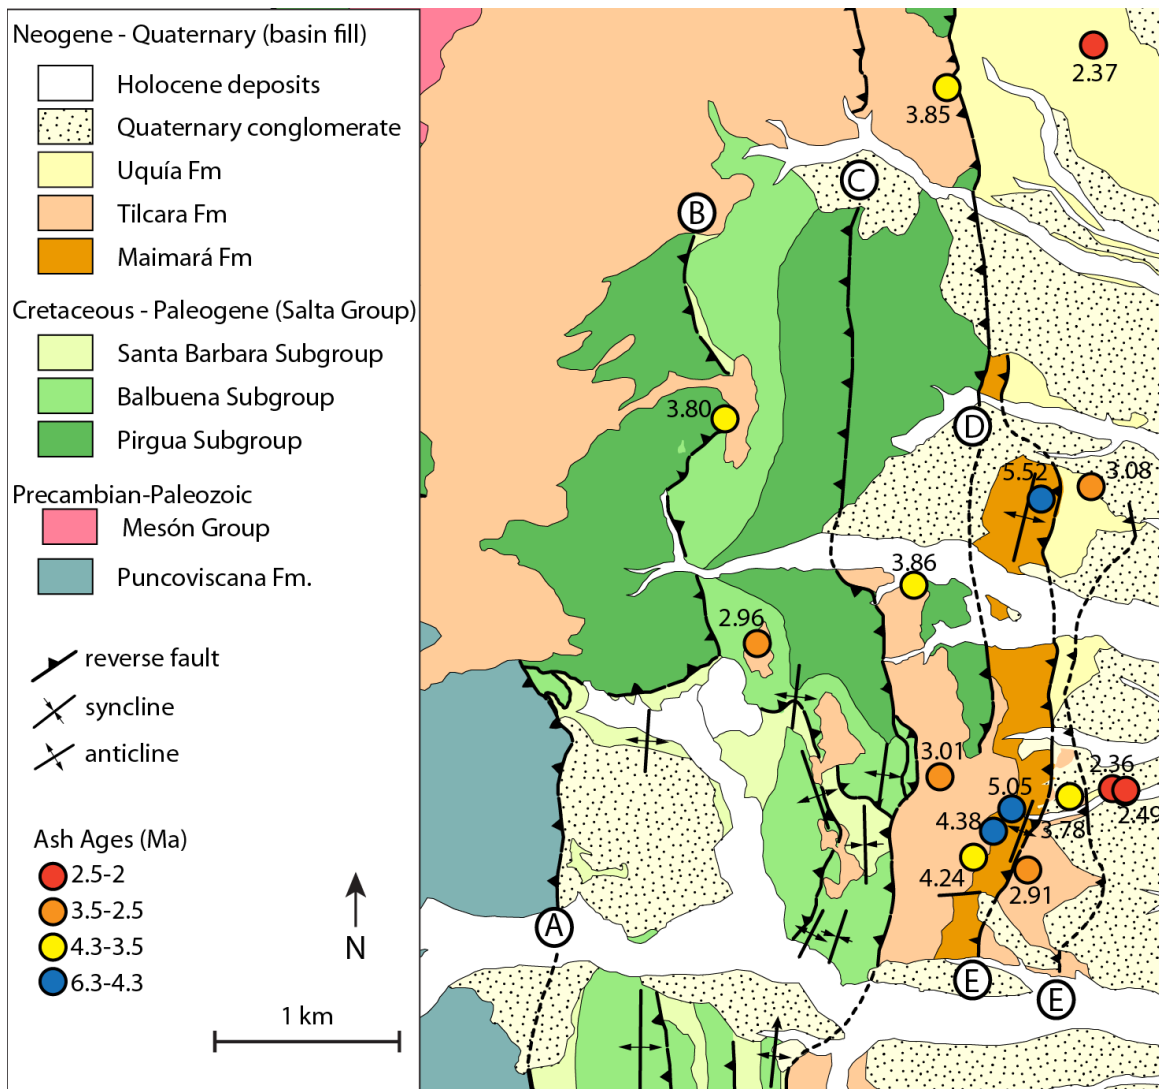 Neogene - Quaternary (basin fill)
Holocene deposits
Quaternary conglomerate
Uquía Fm
Tilcara Fm
Maimará Fm
Cretaceous - Paleogene (Salta Group)
Santa Barbara Subgroup
Balbuena Subgroup
Pirgua Subgroup
Precambian-Paleozoic
Mesón Group
Puncoviscana Fm.
reverse fault
syncline
anticline
Ash Ages (Ma)
2.5-2
3.5-2.5
4.3-3.5
6.3-4.3
N
1 km
2.37
3.85
C
B
3.80
D
5.52
3.08
3.86
2.96
3.01
2.36
5.05
2.49
4.38
3.78
4.24
2.91
A
E
E